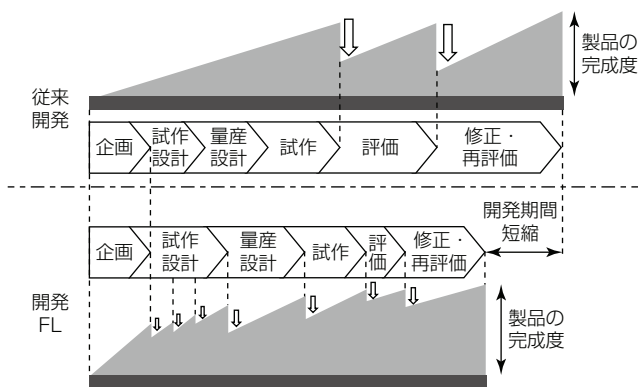 製品の
完成度
従来
開発
企画
試作
設計
量産
設計
試作
評価
修正・
再評価
開発期間
短縮
企画
試作
設計
量産
設計
試作
評
価
修正・
再評価
開発
FL
製品の
完成度